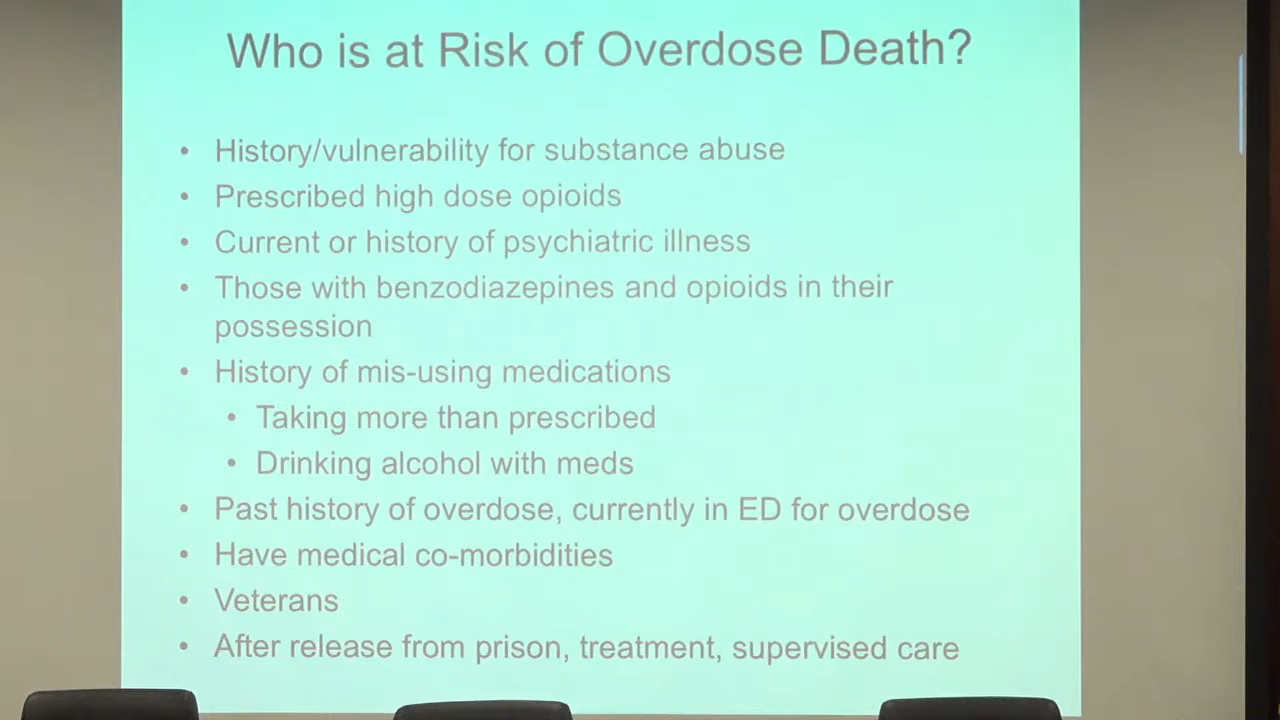 Who is at Risk of Overdose Death?
• History/vulnerability for substance abuse
• Prescribed high dose opioids
• Current or history of psychiatric illness
• Those with benzodiazepines and opioids in their
possession
• History of mis-using medications
• Taking more than prescribed
• Drinking alcohol with meds
• Past history of overdose, currently in ED for overdose
• Have medical co-morbidities
• Veterans
• After release from prison, treatment, supervised care